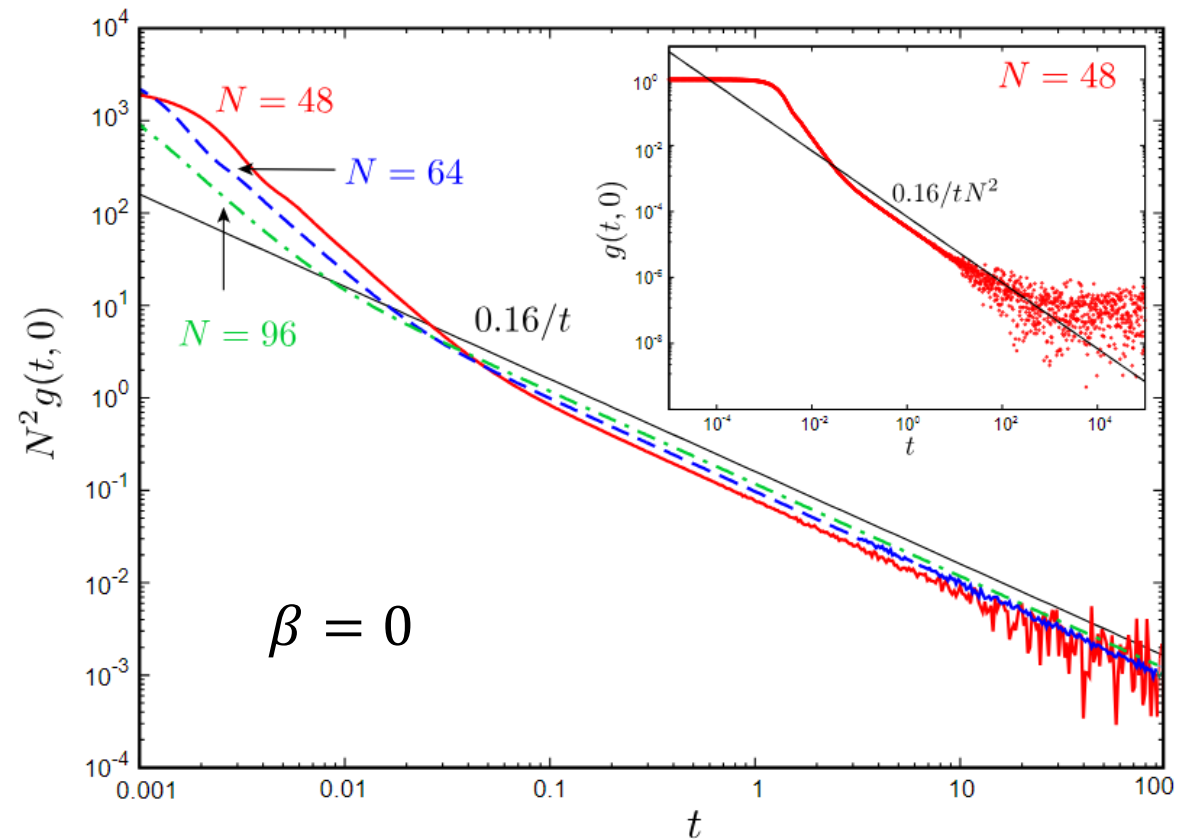 10^4
10^3
10^2
10^1
10^0
10^{-1}
10^{-2}
10^{-3}
10^{-4}
N^2 g(t, 0)
0.001
0.01
0.1
1
10
100
t
N = 48
N = 64
N = 96
0.16/t
β = 0
N = 48
0.16/tN^2
10^0
10^{-2}
10^{-4}
10^{-6}
10^{-8}
g(t, 0)
10^{-4}
10^{-2}
10^0
10^2
10^4
t